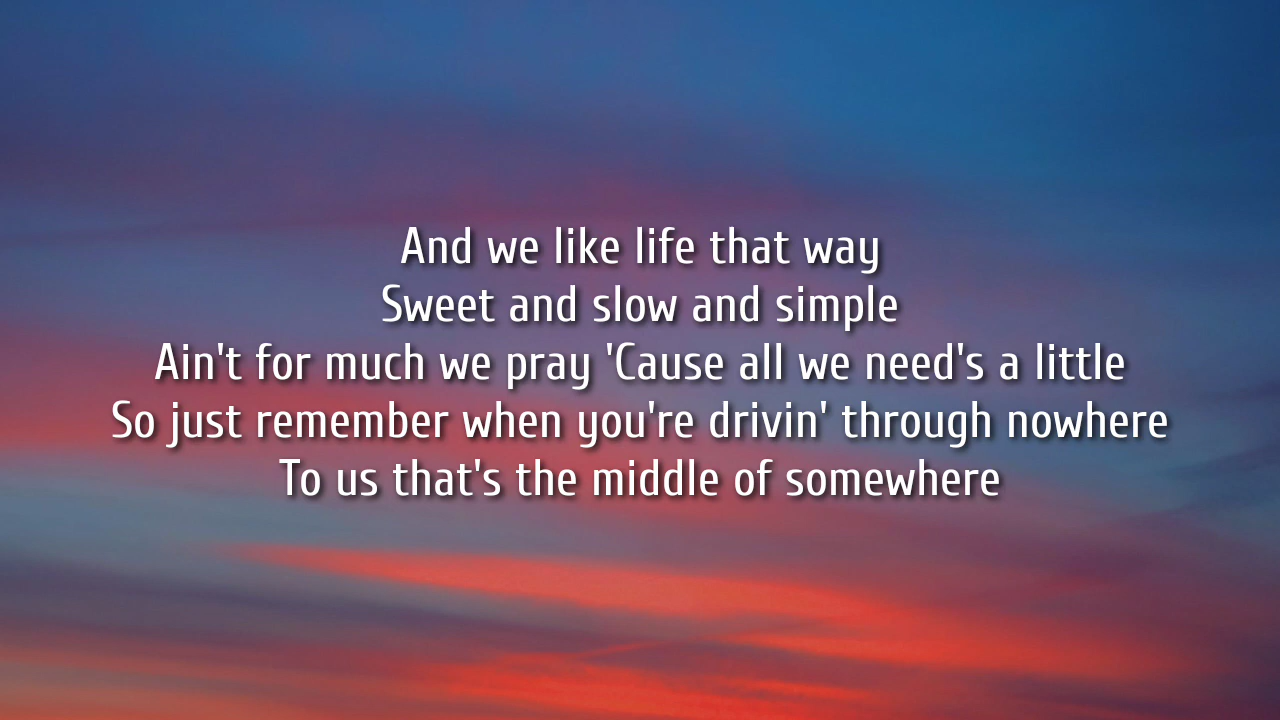 And we like life that way
Sweet and slow and simple
Ain't for much we pray 'Cause all we need's a little
So just remember when you're drivin' through nowhere
To us that's the middle of somewhere